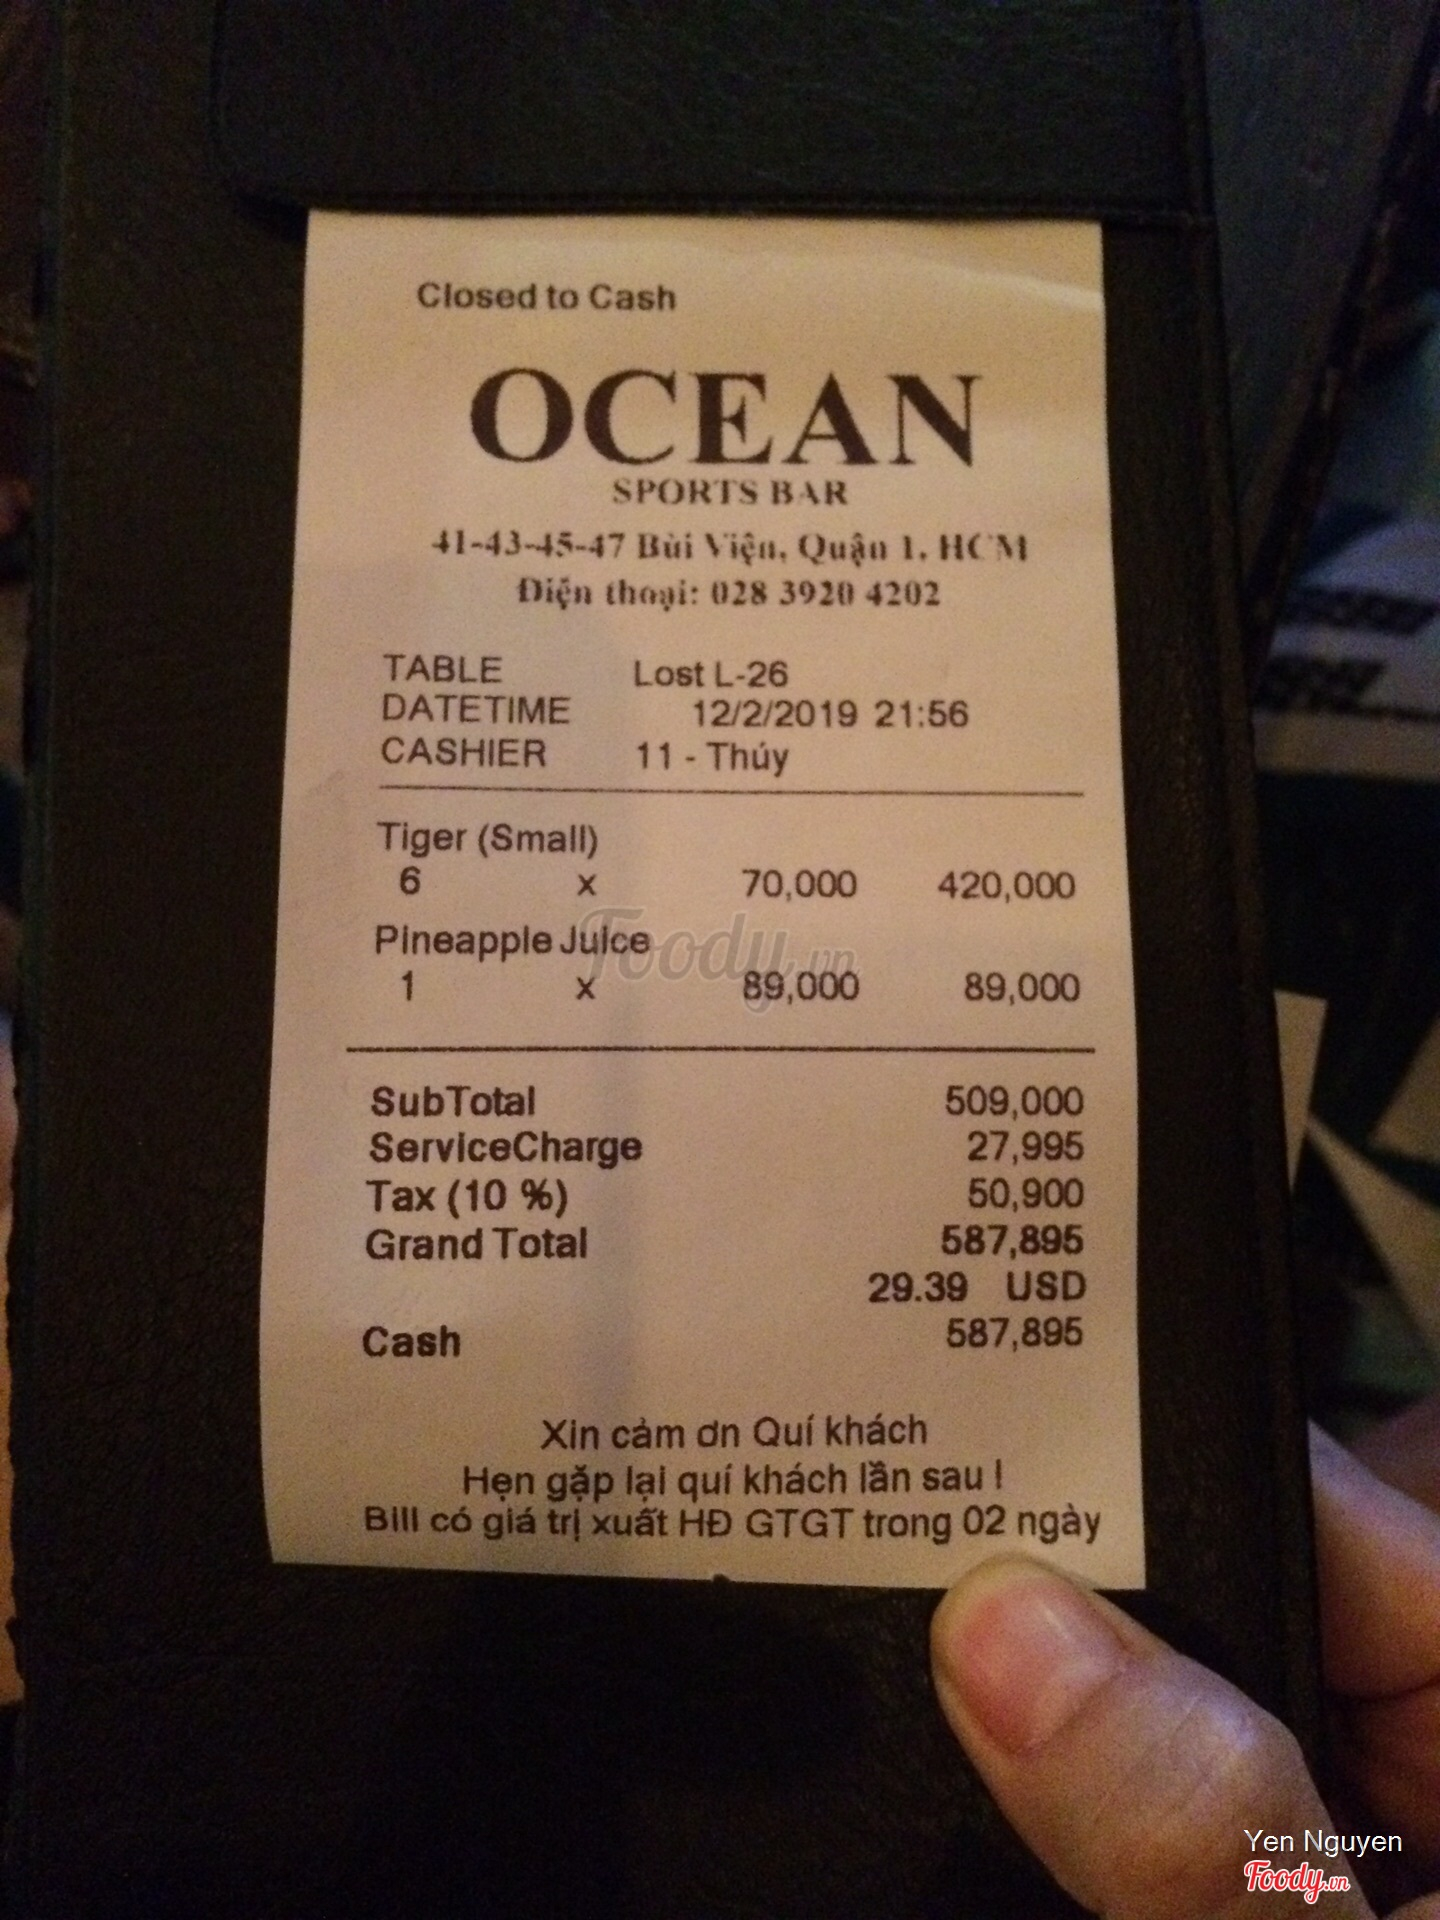 Closed to Cash
OCEAN
SPORTS BAR
41-43-45-47 Bùi Viện, Quận 1, HCM
Điện thoại: 028 3920 4202
TABLE Lost L-26
DATETIME 12/2/2019 21:56
CASHIER 11 - Thúy
Tiger (Small)
6 x 70,000 420,000
Pineapple Juice
1 x 89,000 89,000
Foody.vn
SubTotal 509,000
ServiceCharge 27,995
Tax (10 %) 50,900
Grand Total 587,895
29.39 USD
Cash 587,895
Xin cảm ơn Quí khách
Hẹn gặp lại quí khách lần sau !
Bill có giá trị xuất HĐ GTGT trong 02 ngày
Yen Nguyen
Foody.vn